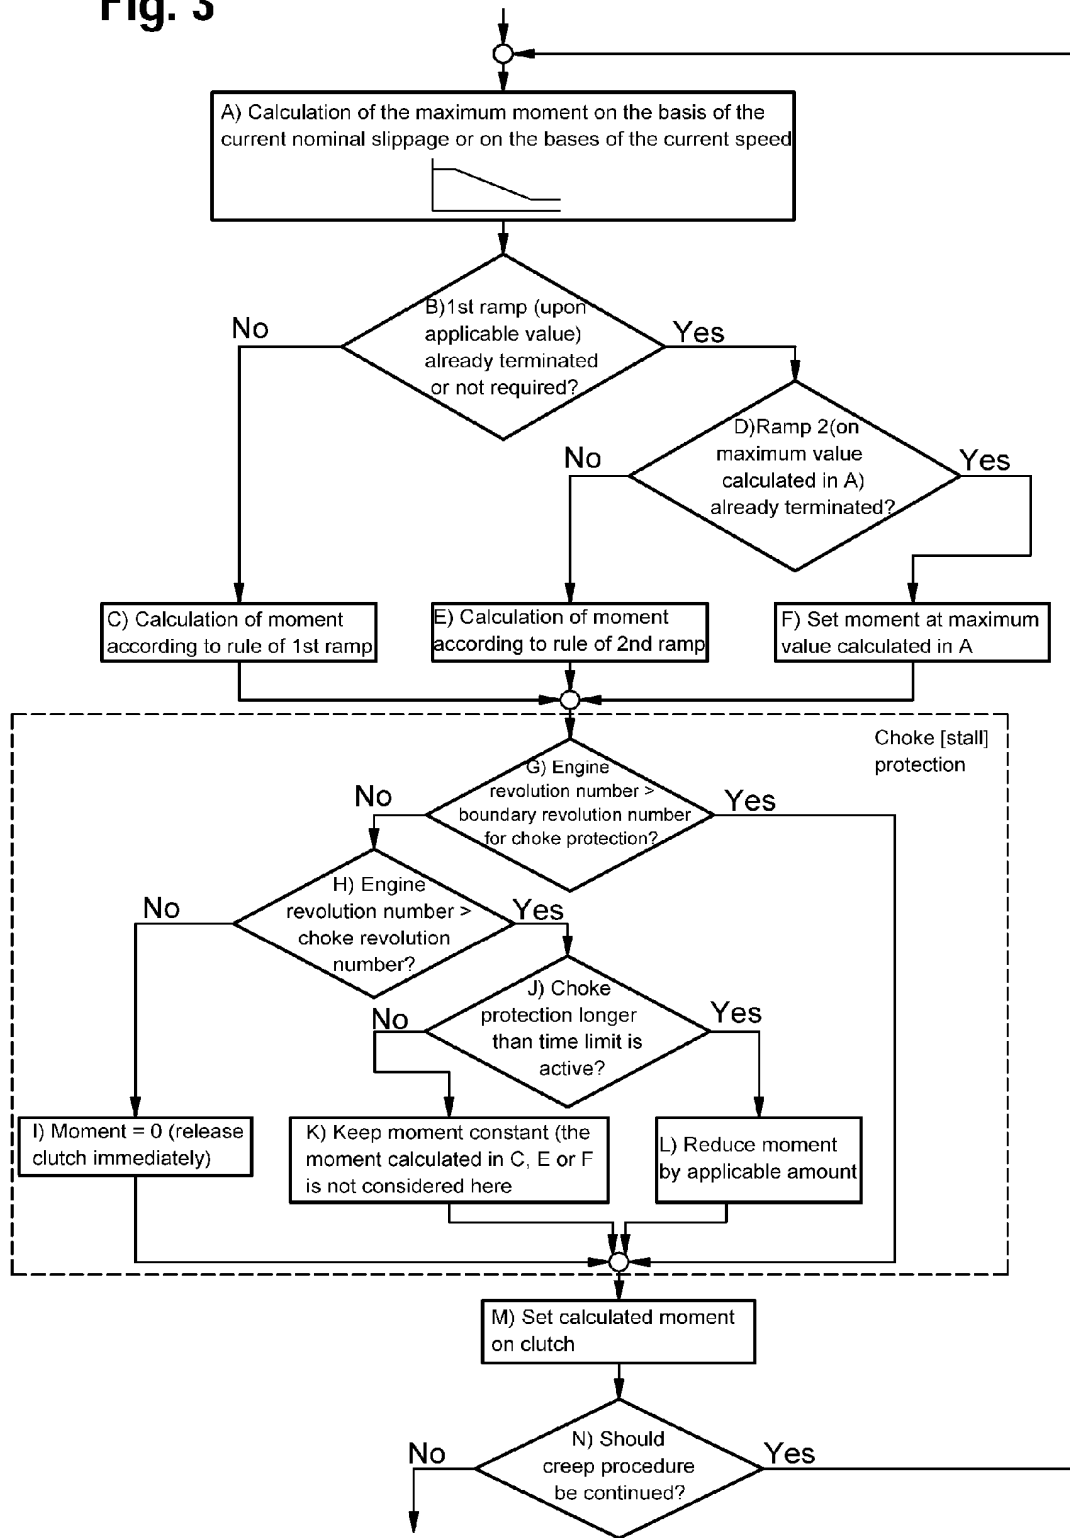 Fig. 3
A) Calculation of the maximum moment on the basis of the
current nominal slippage or on the bases of the current speed
B)1st ramp (upon
applicable value)
already terminated
or not required?
No
Yes
D)Ramp 2(on
maximum value
calculated in A)
already terminated?
No
Yes
C) Calculation of moment
according to rule of 1st ramp
E) Calculation of moment
according to rule of 2nd ramp
F) Set moment at maximum
value calculated in A
Choke [stall]
protection
G) Engine
revolution number >
boundary revolution number
for choke protection?
No
Yes
H) Engine
revolution number >
choke revolution
number?
No
Yes
J) Choke
protection longer
than time limit is
active?
No
Yes
I) Moment = 0 (release
clutch immediately)
K) Keep moment constant (the
moment calculated in C, E or F
is not considered here
L) Reduce moment
by applicable amount
M) Set calculated moment
on clutch
N) Should
creep procedure
be continued?
No
Yes